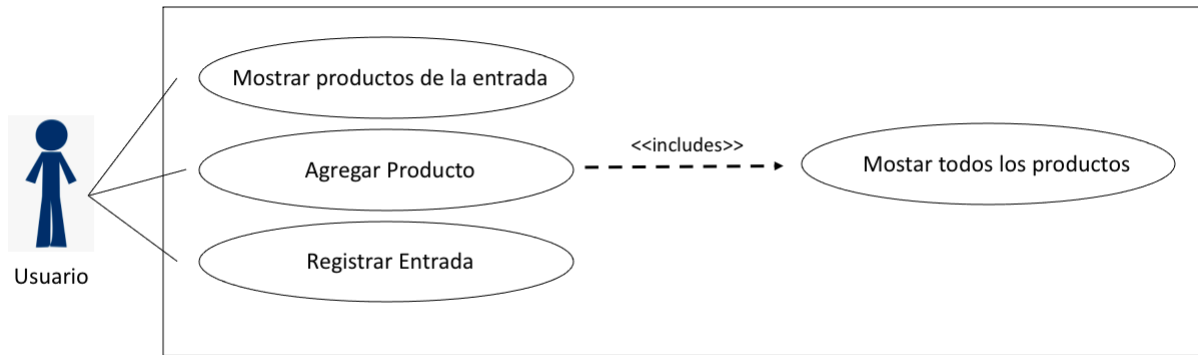 Mostrar productos de la entrada
Agregar Producto
<<includes>>
Mostar todos los productos
Registrar Entrada
Usuario